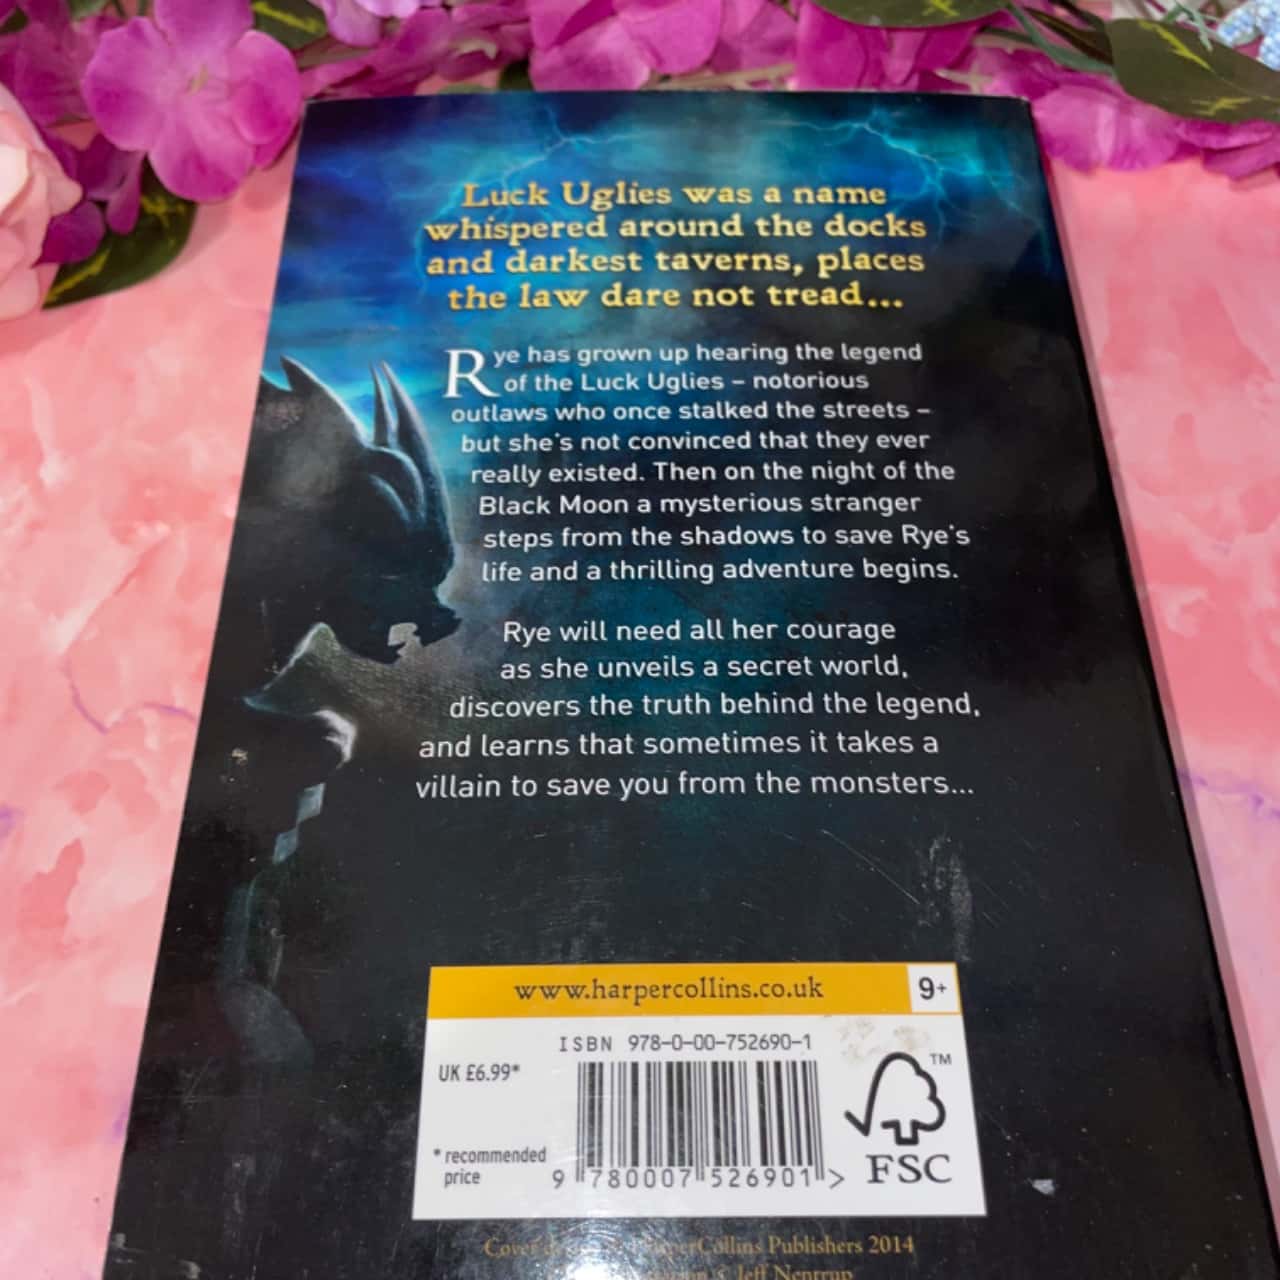 Luck Uglies was a name
whispered around the docks
and darkest taverns, places
the law dare not tread...
Rye has grown up hearing the legend
of the Luck Uglies – notorious
outlaws who once stalked the streets –
but she's not convinced that they ever
really existed. Then on the night of the
Black Moon a mysterious stranger
steps from the shadows to save Rye's
life and a thrilling adventure begins.
Rye will need all her courage
as she unveils a secret world,
discovers the truth behind the legend,
and learns that sometimes it takes a
villain to save you from the monsters...
www.harpercollins.co.uk
9+
ISBN 978-0-00-752690-1
UK £6.99*
* recommended
price
9 780007 526901 >
TM
FSC
Cover HarperCollins Publishers 2014
© Jeff Nentrup